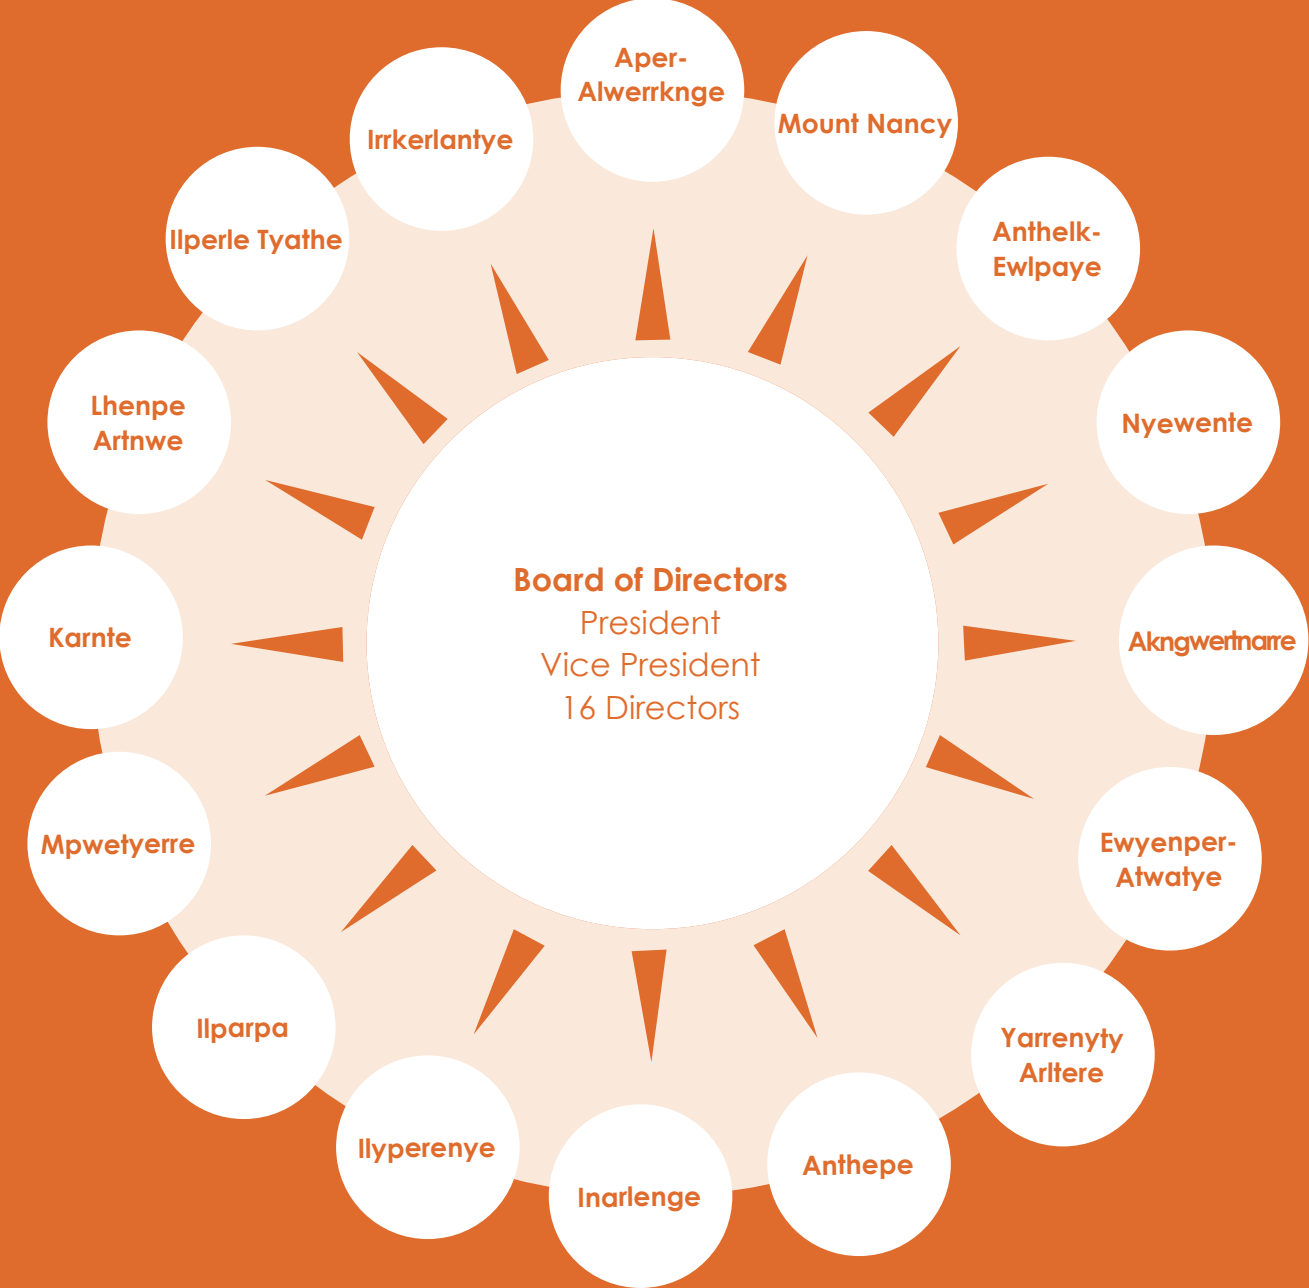 Aper-
Alwerrknge
Mount Nancy
Anthelk-
Ewlpaye
Nyewente
Akngwertnarre
Ewyenper-
Atwatye
Yarrenyty
Arltere
Anthepe
Inarlenge
Ilyperenye
Ilparpa
Mpwetyerre
Karnte
Lhenpe
Artnwe
Ilperle Tyathe
Irrkerlantye
Board of Directors
President
Vice President
16 Directors